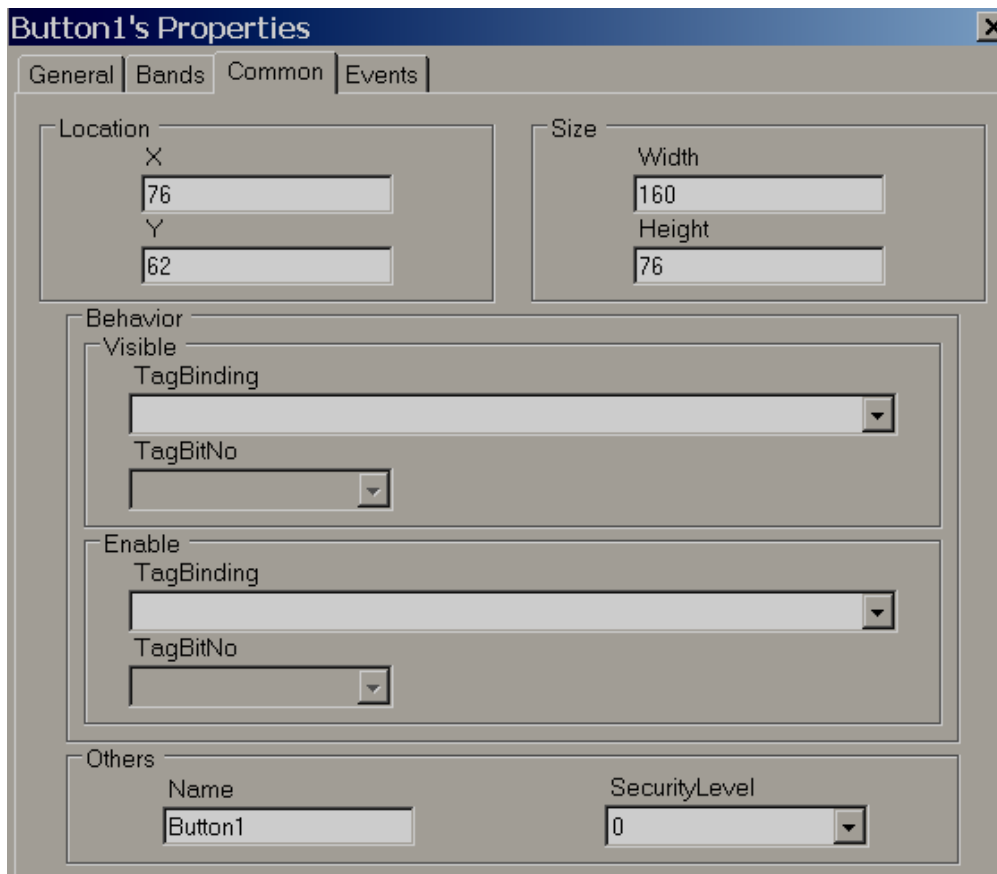 Button1's Properties
General Bands Common Events
Location
X
76
Y
62
Size
Width
160
Height
76
Behavior
Visible
TagBinding
TagBitNo
Enable
TagBinding
TagBitNo
Others
Name
Button1
SecurityLevel
0